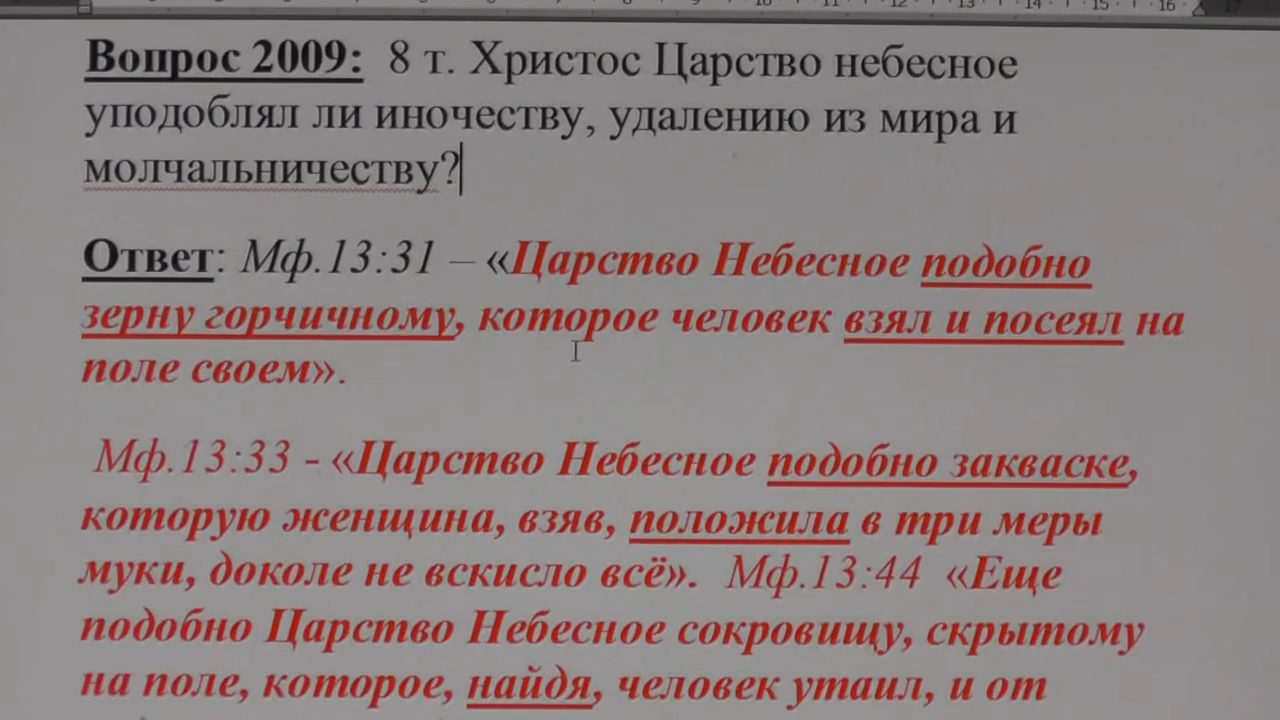 Вопрос 2009: 8 т. Христос Царство небесное
уподоблял ли иночеству, удалению из мира и
молчальничеству?
Ответ: Мф.13:31 – «Царство Небесное подобно
зерну горчичному, которое человек взял и посеял на
поле своем».
Мф.13:33 - «Царство Небесное подобно закваске,
которую женщина, взяв, положила в три меры
муки, доколе не вскисло всё». Мф.13:44 «Еще
подобно Царство Небесное сокровищу, скрытому
на поле, которое, найдя, человек утаил, и от